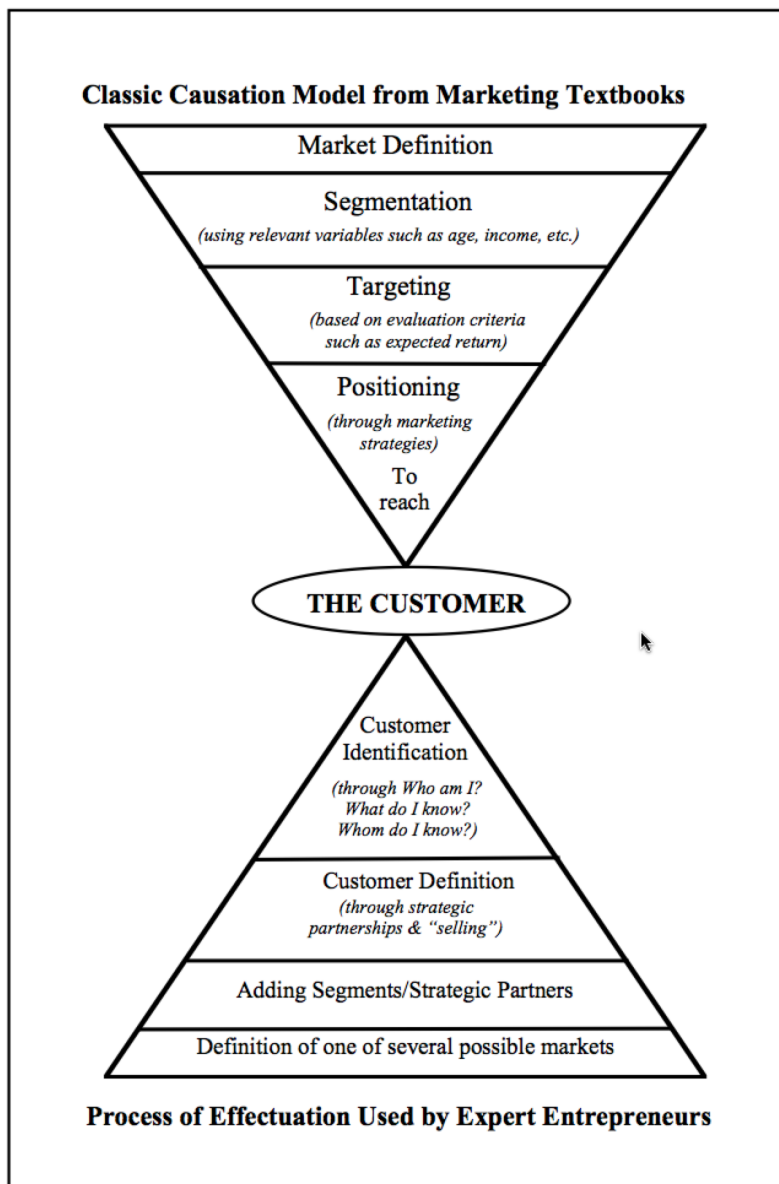 Classic Causation Model from Marketing Textbooks
Market Definition
Segmentation
(using relevant variables such as age, income, etc.)
Targeting
(based on evaluation criteria
such as expected return)
Positioning
(through marketing
strategies)
To
reach
THE CUSTOMER
Customer
Identification
(through Who am I?
What do I know?
Whom do I know?)
Customer Definition
(through strategic
partnerships & “selling”)
Adding Segments/Strategic Partners
Definition of one of several possible markets
Process of Effectuation Used by Expert Entrepreneurs